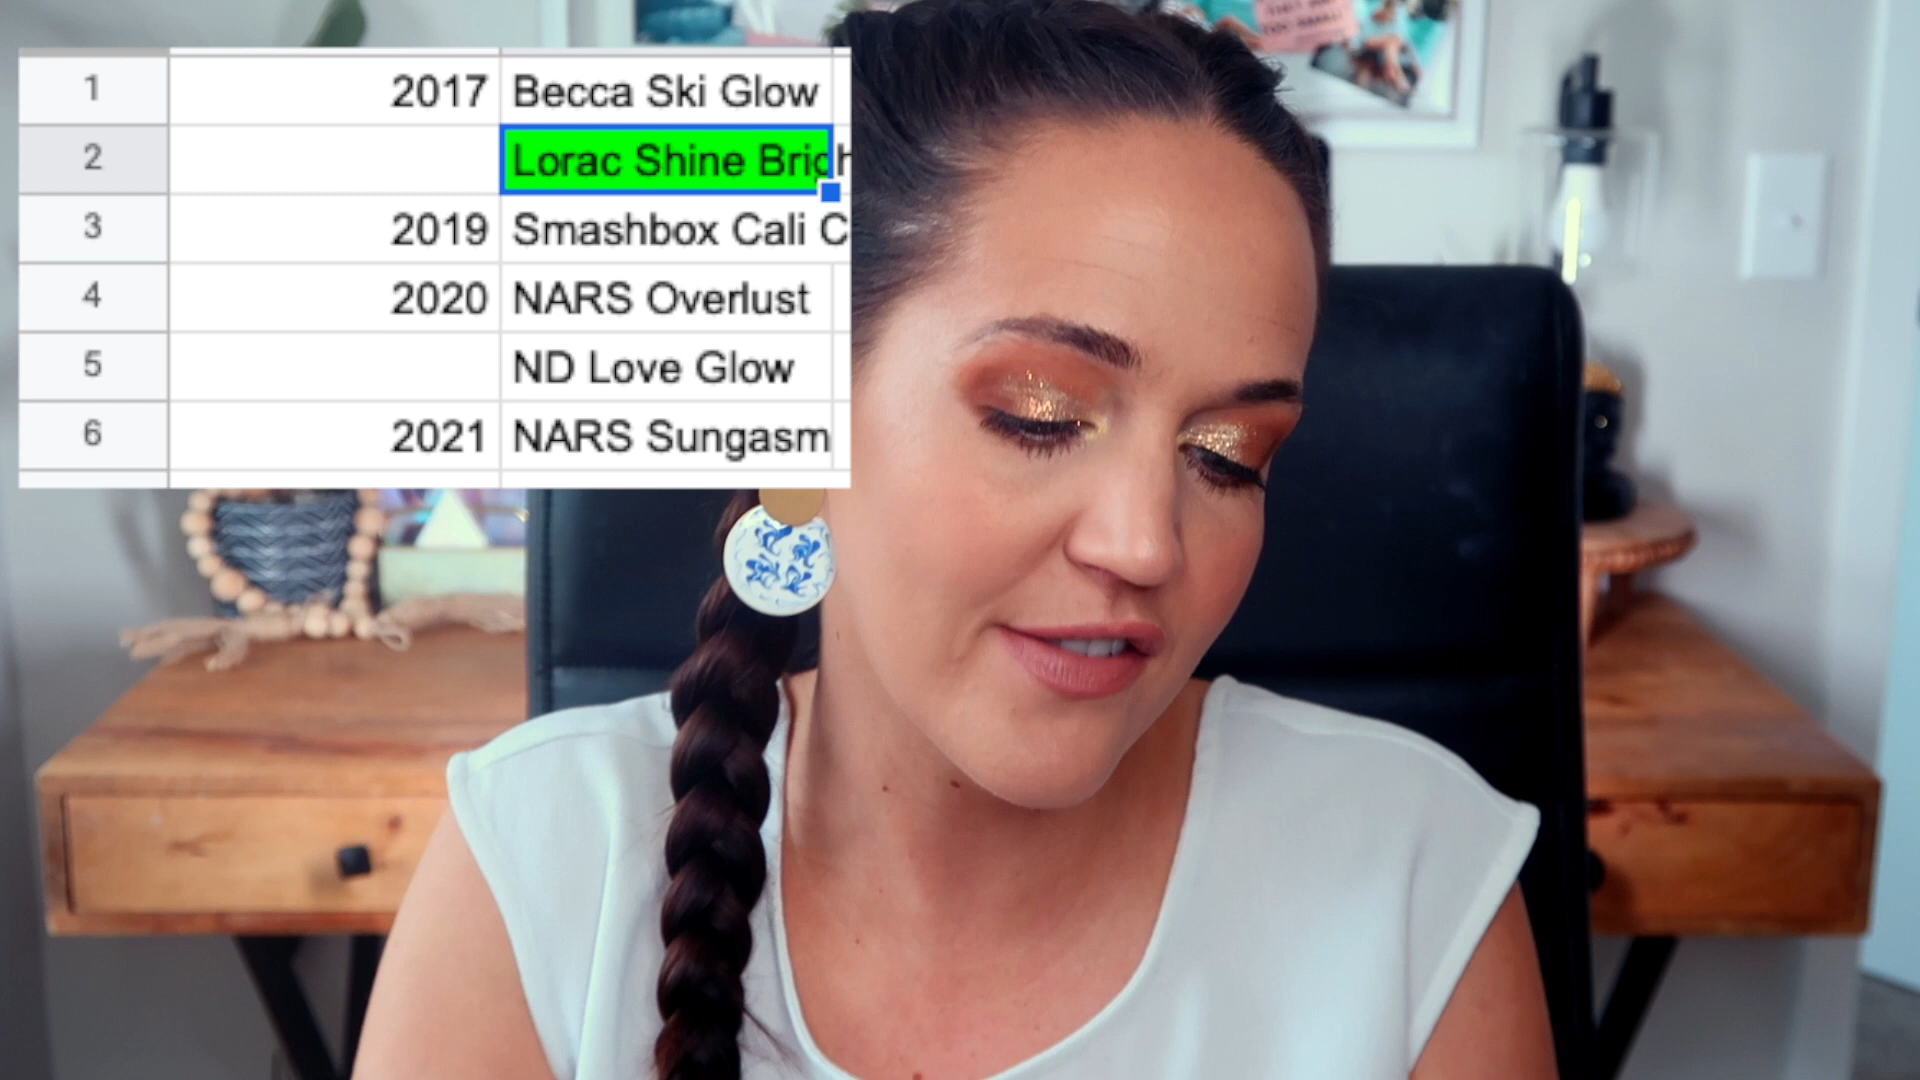 1 2017 Becca Ski Glow
2 Lorac Shine Brigh
3 2019 Smashbox Cali C
4 2020 NARS Overlust
5 ND Love Glow
6 2021 NARS Sungasm